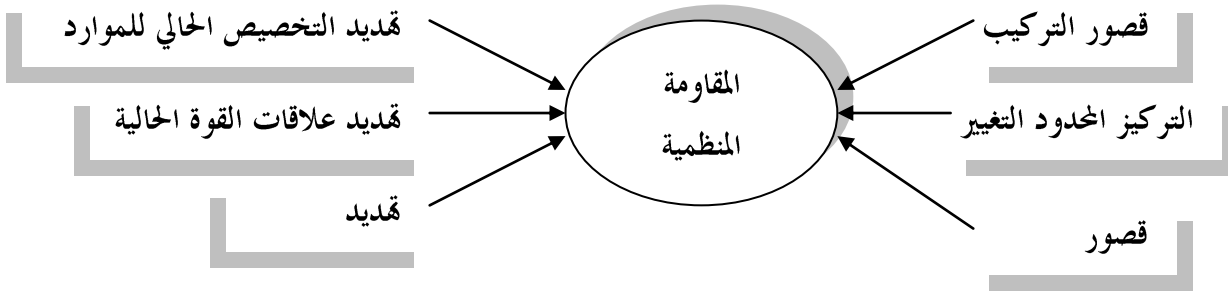 قصور التركيب
تهديد التخصيص الحالي للموارد
المقاومة
المنظمية
التركيز المحدود التغيير
تهديد علاقات القوة الحالية
قصور
تهديد